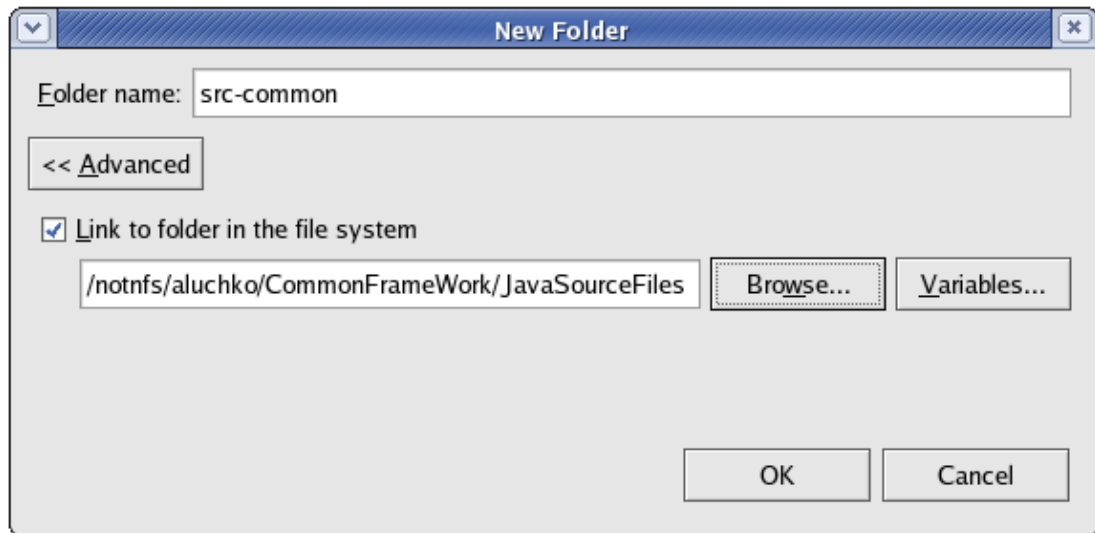 New Folder
Folder name: src-common
<< Advanced
Link to folder in the file system
/notnfs/aluchko/CommonFrameWork/JavaSourceFiles Browse... Variables...
OK Cancel